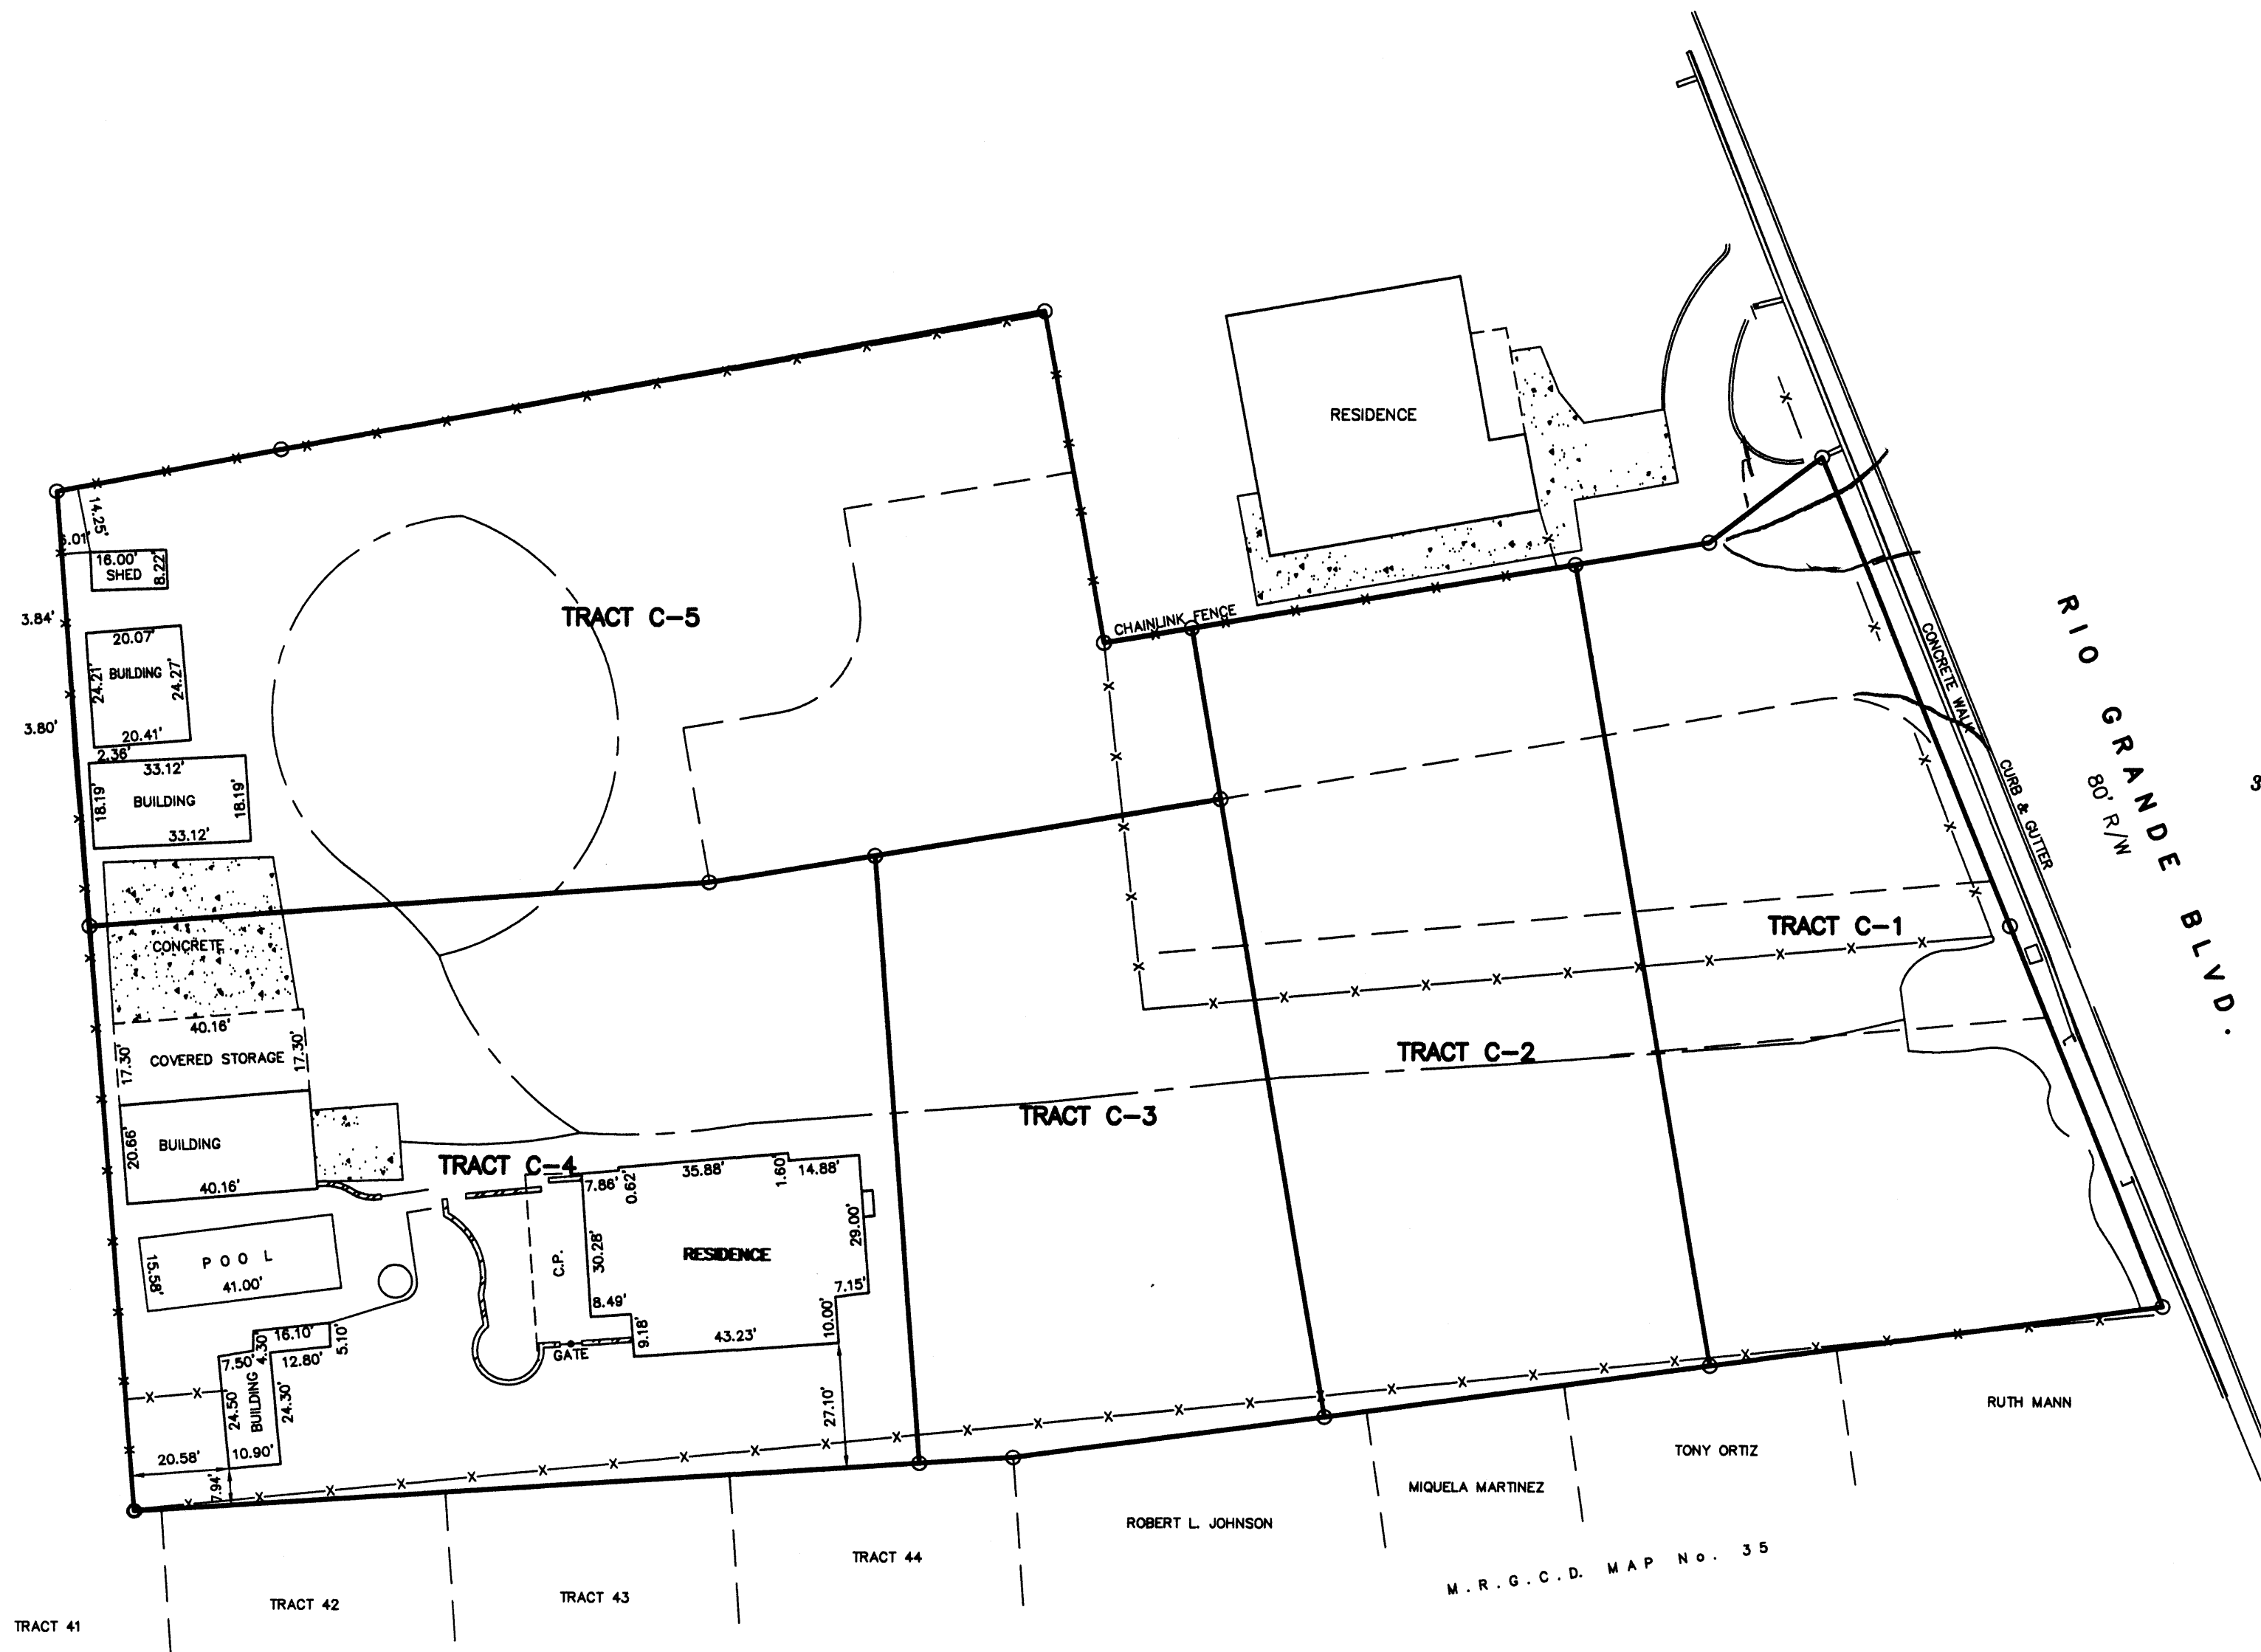 RESIDENCE
14.25'
6.01'
16.00'
SHED
8.22'
TRACT C-5
CHAINLINK FENCE
3.84'
20.07'
BUILDING
24.21'
24.27'
20.41'
3.80'
2.36'
33.12'
BUILDING
18.19'
18.19'
33.12'
CONCRETE WALK
CURB & GUTTER
RIO GRANDE BLVD.
80' R/W
CONCRETE
TRACT C-1
40.16'
COVERED STORAGE
17.30'
17.30'
TRACT C-2
TRACT C-3
BUILDING
20.66'
40.16'
TRACT C-4
7.86'
0.62'
35.88'
1.60'
14.88'
29.00'
RESIDENCE
30.28'
C.P.
POOL
15.58'
41.00'
7.15'
8.49'
9.18'
43.23'
10.00'
GATE
16.10'
5.10'
7.50'
4.30'
12.80'
BUILDING
24.50'
24.30'
27.10'
20.58'
10.90'
7.94'
RUTH MANN
TONY ORTIZ
MIQUELA MARTINEZ
ROBERT L. JOHNSON
TRACT 44
TRACT 43
TRACT 42
TRACT 41
M.R.G.C.D. MAP No. 35